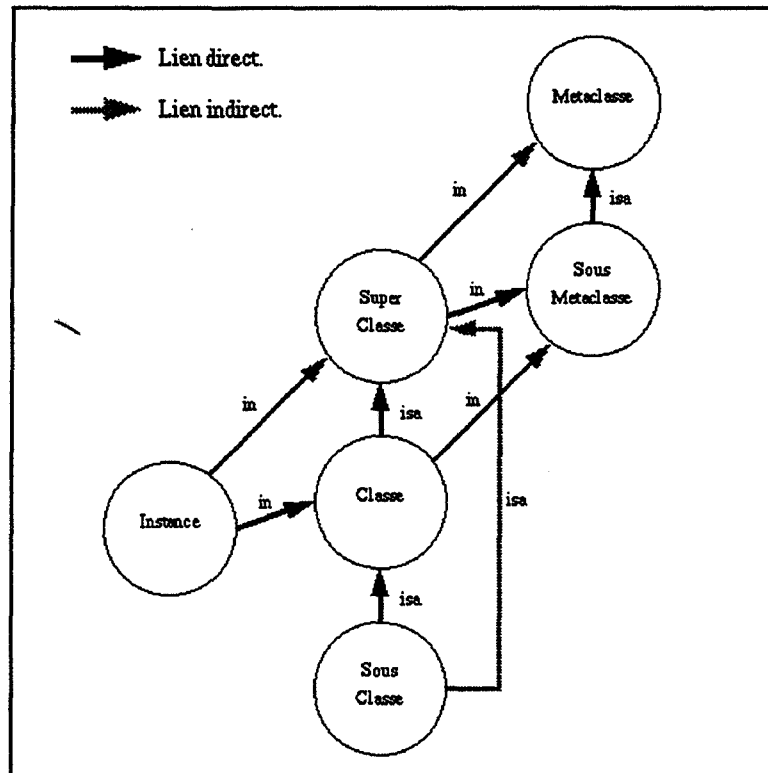 Lien direct.
Lien indirect.
Metaclasse
in
isa
Super
Classe
in
Sous
Metaclasse
in
isa
in
Instance
in
Classe
isa
isa
Sous
Classe